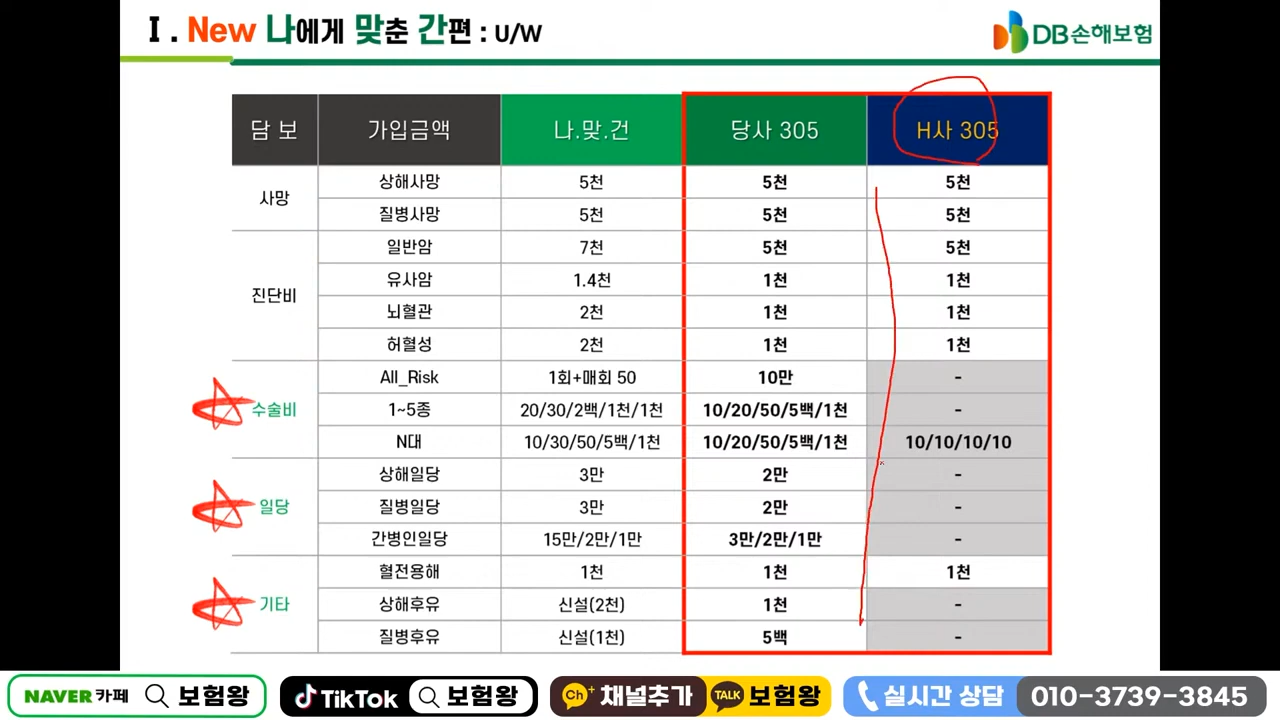 I. New 나에게 맞춘 간편 : U/W
DB손해보험
담 보 가입금액 나.맞.건 당사 305 H사 305
사망 상해사망 5천 5천 5천
질병사망 5천 5천 5천
진단비 일반암 7천 5천 5천
유사암 1.4천 1천 1천
뇌혈관 2천 1천 1천
허혈성 2천 1천 1천
수술비 All_Risk 1회+매회 50 10만 -
1~5종 20/30/2백/1천/1천 10/20/50/5백/1천 -
N대 10/30/50/5백/1천 10/20/50/5백/1천 10/10/10/10
일당 상해일당 3만 2만 -
질병일당 3만 2만 -
간병인일당 15만/2만/1만 3만/2만/1만 -
기타 혈전용해 1천 1천 1천
상해후유 신설(2천) 1천 -
질병후유 신설(1천) 5백 -
NAVER 카페 보험왕 TikTok 보험왕 Ch+ 채널추가 TALK 보험왕 실시간 상담 010-3739-3845